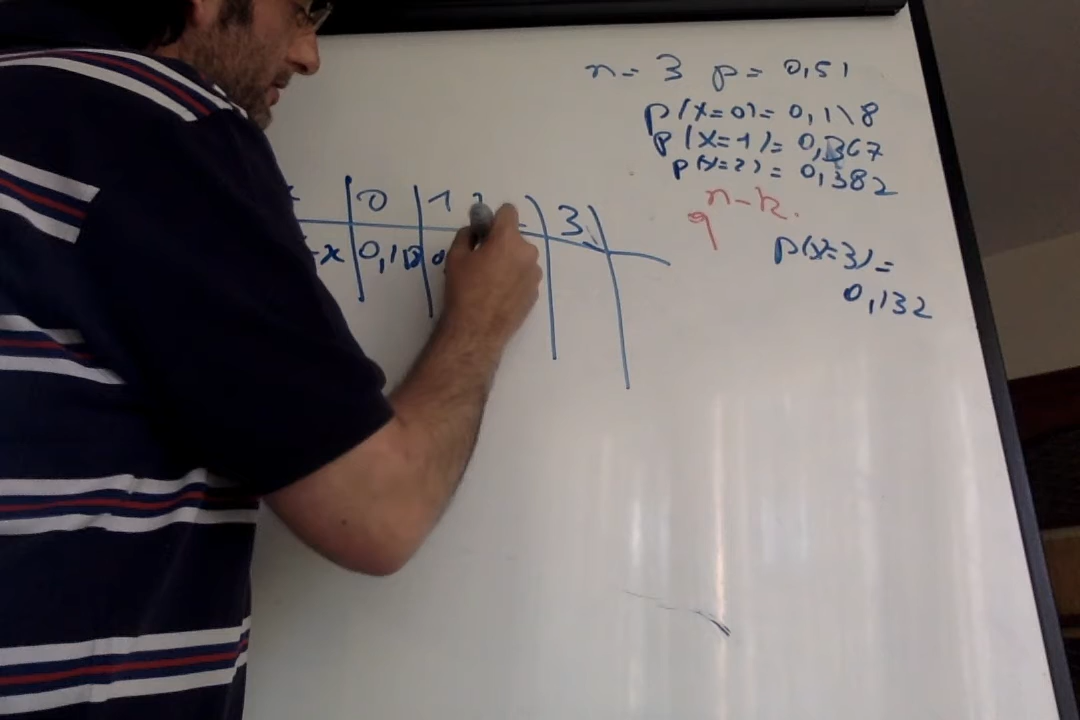 n= 3 p= 0,51
p(x=0)= 0,118
p(x=1)= 0,367
p(x=2)= 0,382
q n-k.
p(x=3)=
0,132
0 1 3
x 0,118